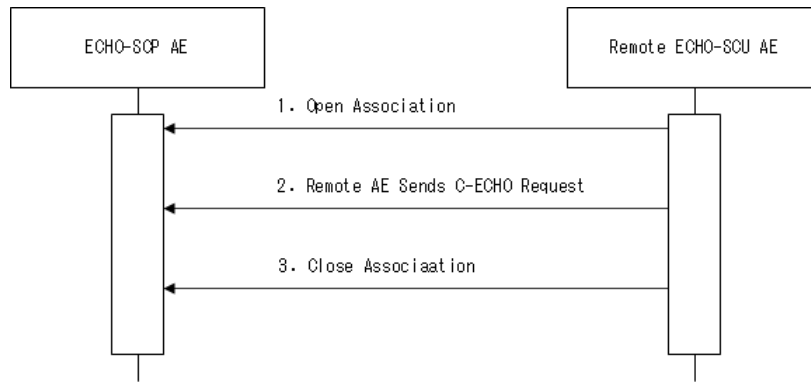 ECHO-SCP AE
Remote ECHO-SCU AE
1. Open Association
2. Remote AE Sends C-ECHO Request
3. Close Associaation